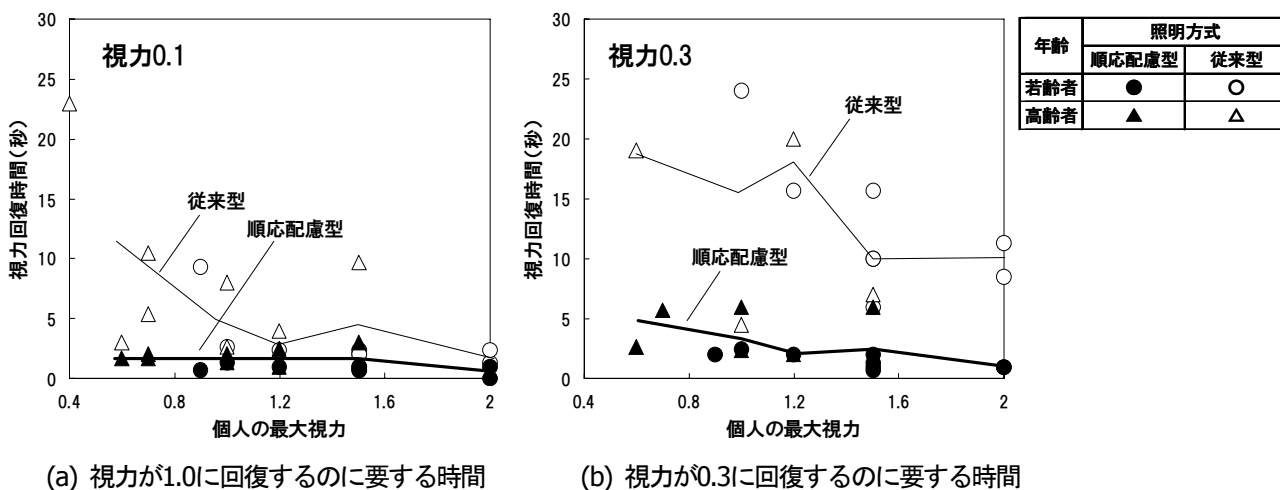 視力0.1
視力回復時間(秒)
30
25
20
15
10
5
0
従来型
順応配慮型
0.4
0.8
1.2
1.6
2
個人の最大視力
(a) 視力が1.0に回復するのに要する時間
視力0.3
視力回復時間(秒)
30
25
20
15
10
5
0
従来型
順応配慮型
0.4
0.8
1.2
1.6
2
個人の最大視力
(b) 視力が0.3に回復するのに要する時間
年齢 照明方式
順応配慮型 従来型
若齢者 ● ○
高齢者 ▲ △